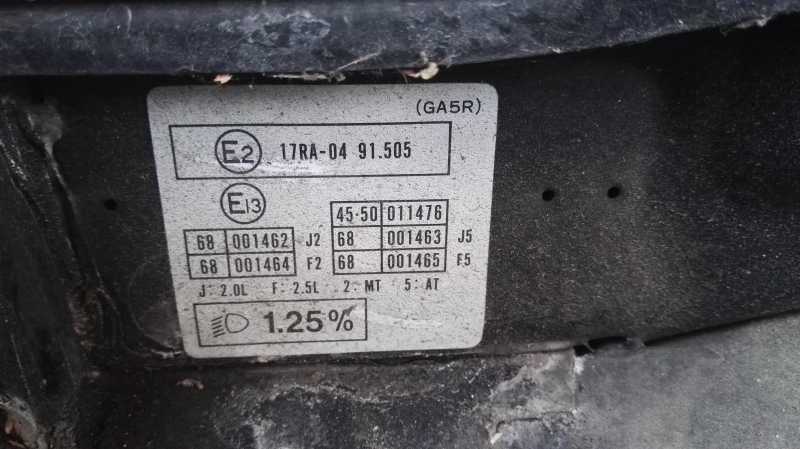 (GA5R)
E2 17RA-04 91.505
E13
45·50 011476
68 001462 J2 68 001463 J5
68 001464 F2 68 001465 F5
J: 2.0L F: 2.5L 2: MT 5: AT
1.25%